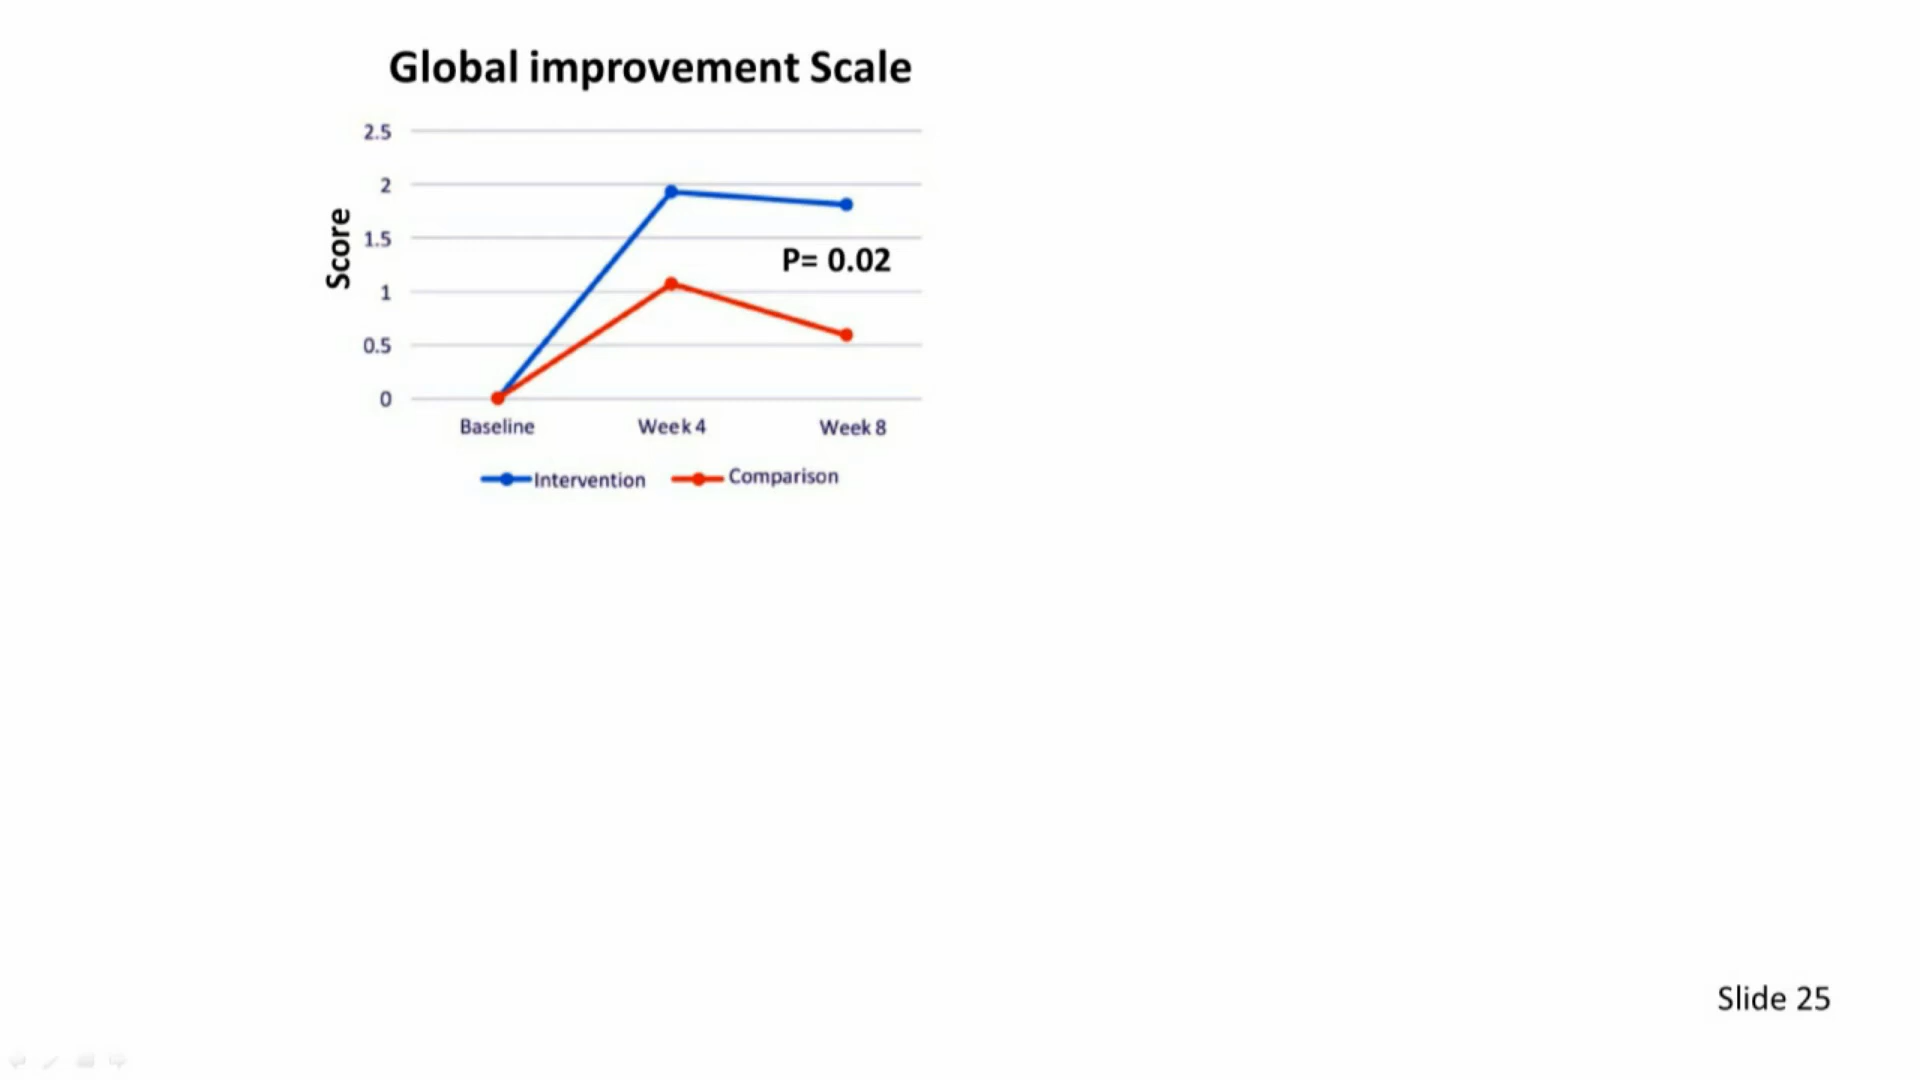 Global improvement Scale
2.5
2
1.5
1
0.5
0
Score
P= 0.02
Baseline Week 4 Week 8
Intervention Comparison
Slide 25